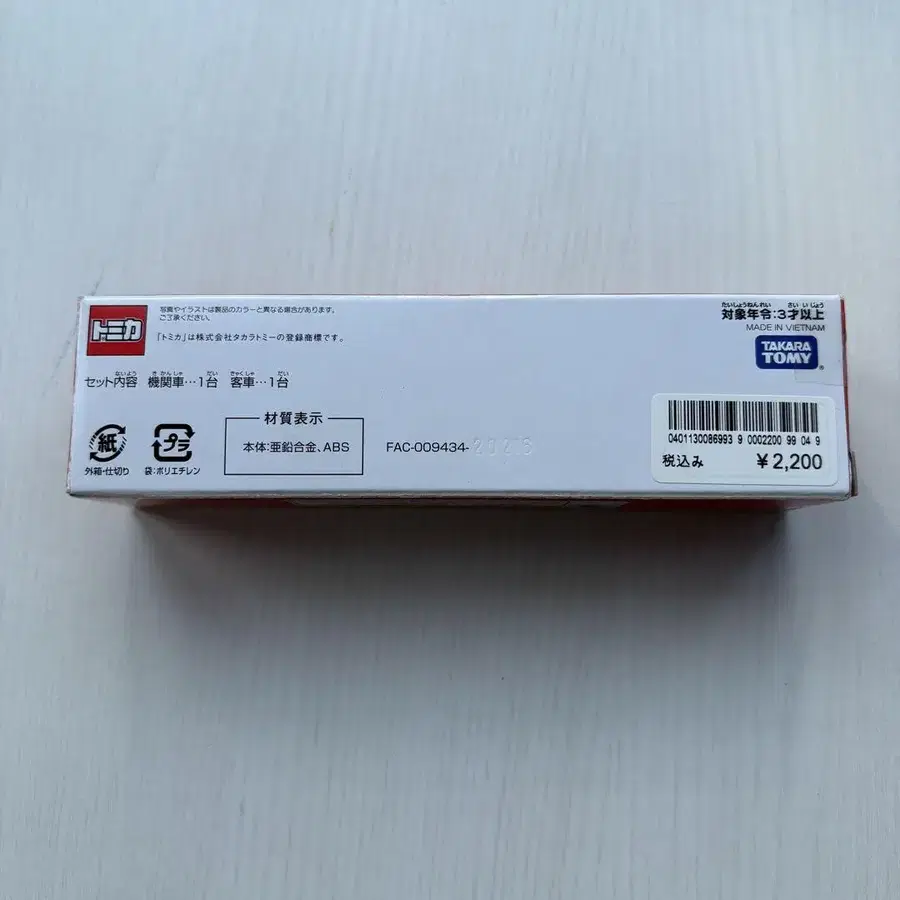 トミカ
写真やイラストは製品のカラーと異なる場合があります。
ご了承ください。
「トミカ」は株式会社タカラトミーの登録商標です。
たいしょうねんれい さい いじょう
対象年令:3才以上
MADE IN VIETNAM
TAKARA
TOMY
®
ないよう き かん しゃ だい きゃく しゃ だい
セット内容 機関車…1台 客車…1台
紙
外箱・仕切り
プラ
袋:ポリエチレン
材質表示
本体:亜鉛合金、ABS
FAC-009434-
0401130086993 9 0002200 99 04 9
税込み ¥2,200